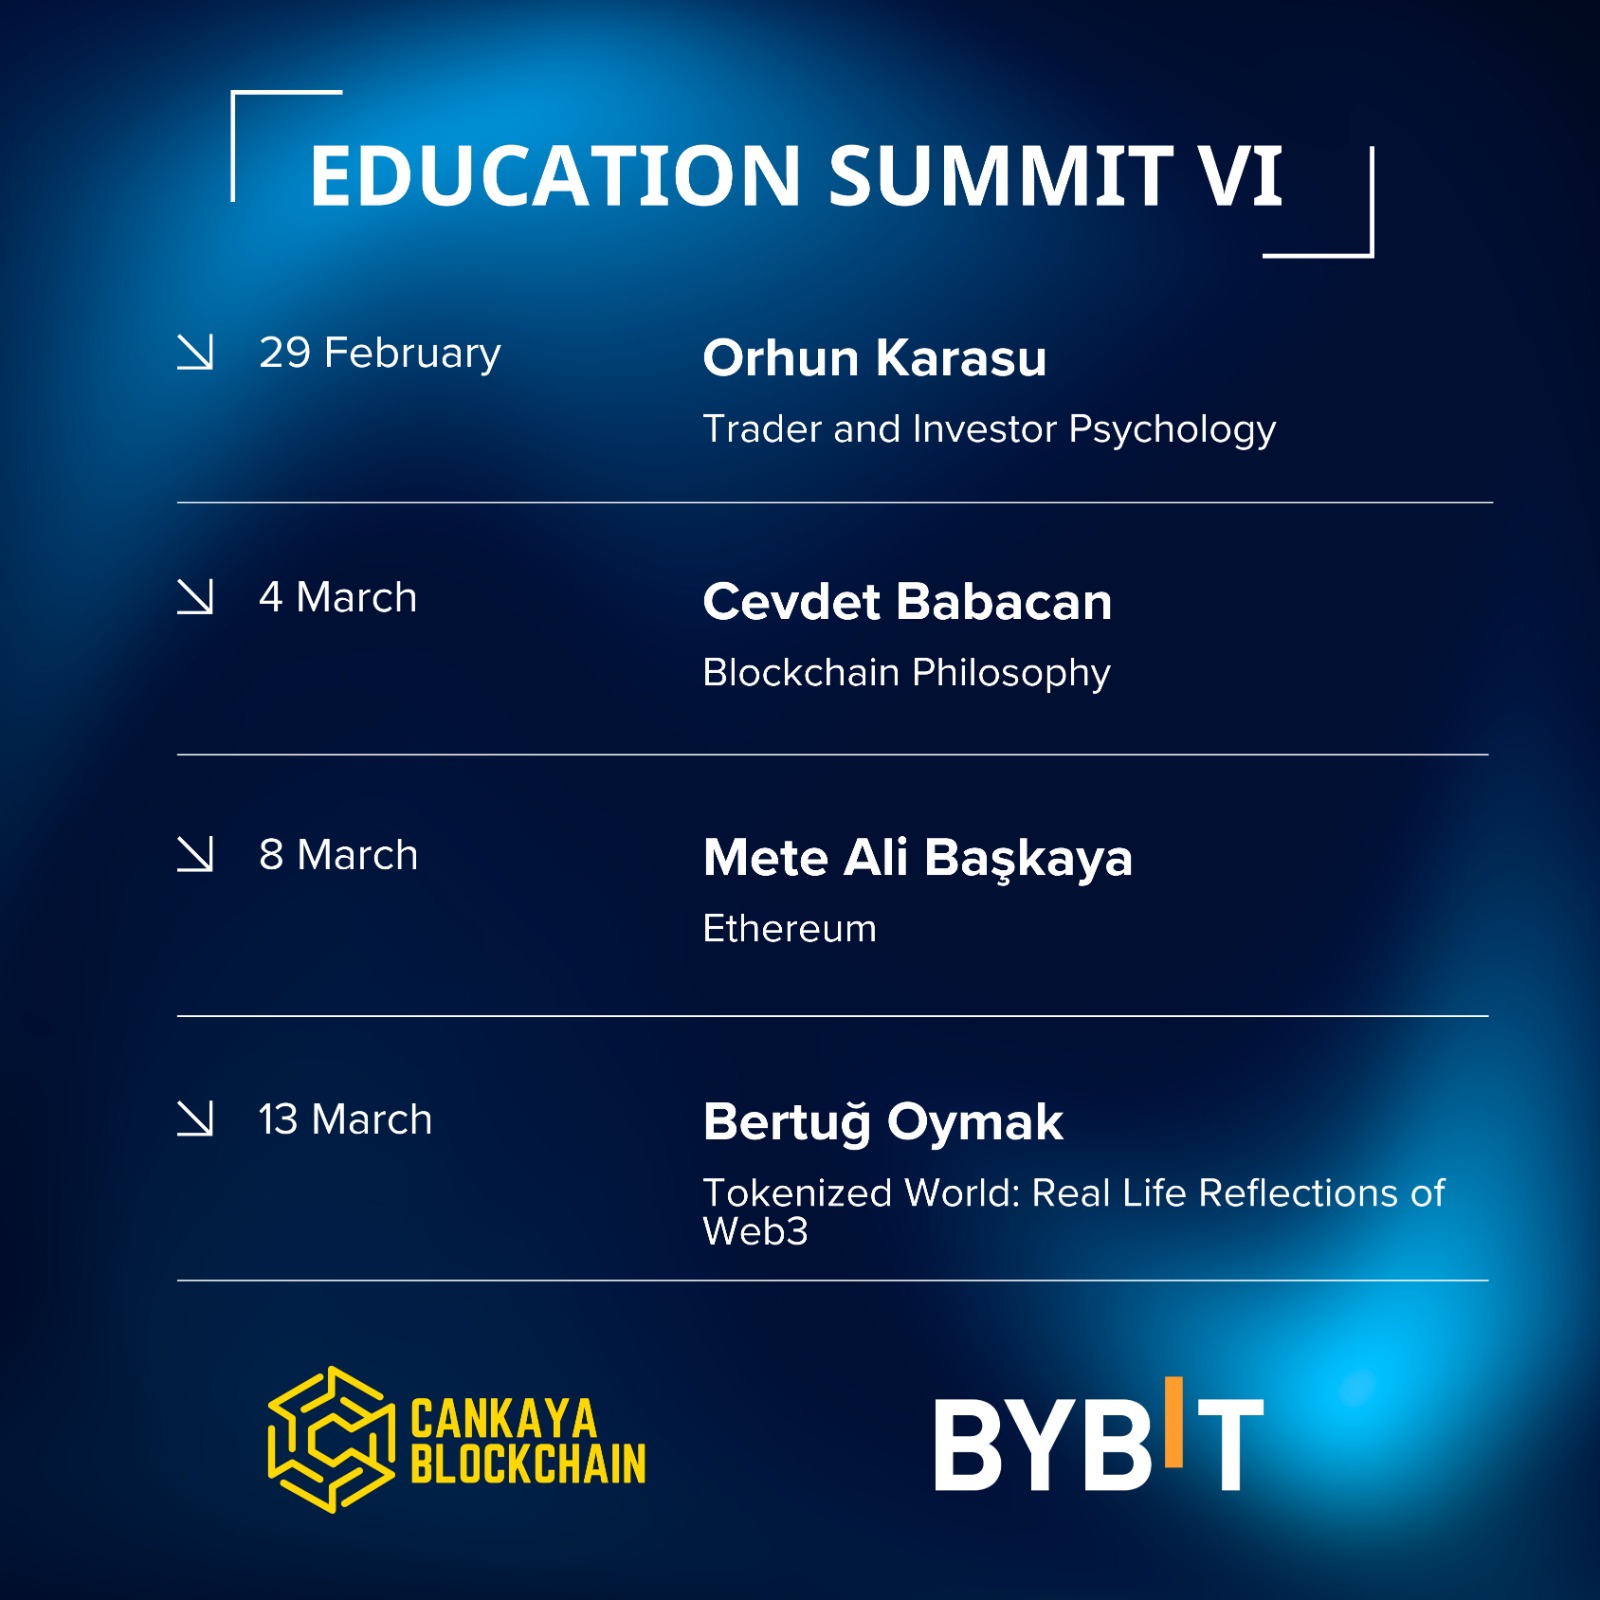 EDUCATION SUMMIT VI
29 February
Orhun Karasu
Trader and Investor Psychology
4 March
Cevdet Babacan
Blockchain Philosophy
8 March
Mete Ali Başkaya
Ethereum
13 March
Bertuğ Oymak
Tokenized World: Real Life Reflections of
Web3
CANKAYA
BLOCKCHAIN
BYBIT